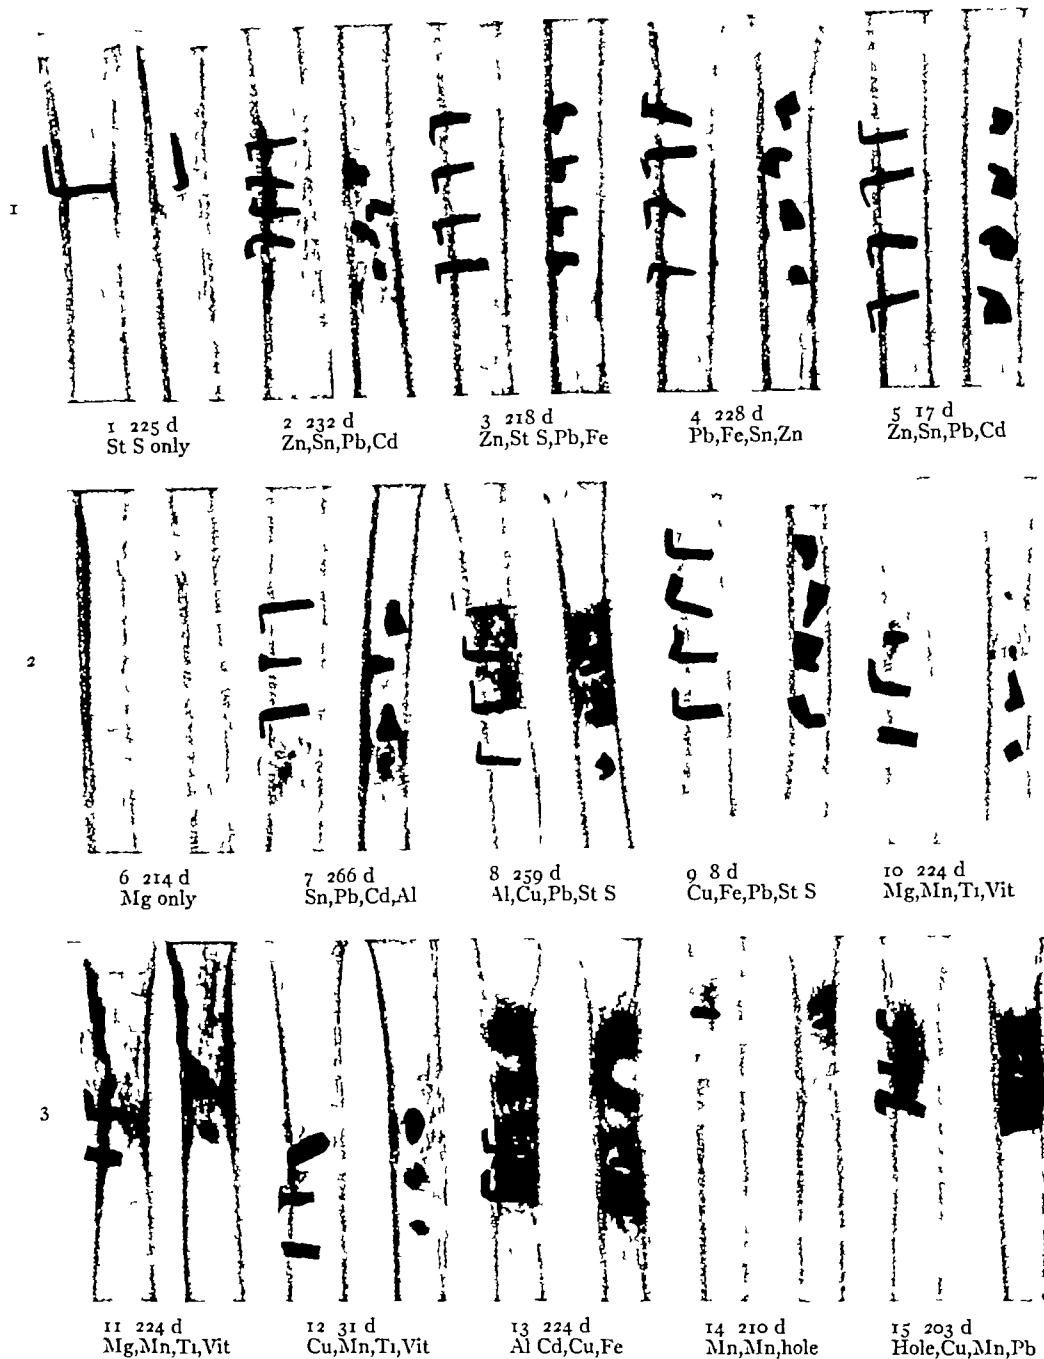 1
1 225 d
St S only
2 232 d
Zn,Sn,Pb,Cd
3 218 d
Zn,St S,Pb,Fe
4 228 d
Pb,Fe,Sn,Zn
5 17 d
Zn,Sn,Pb,Cd
2
6 214 d
Mg only
7 266 d
Sn,Pb,Cd,Al
8 259 d
Al,Cu,Pb,St S
9 8 d
Cu,Fe,Pb,St S
10 224 d
Mg,Mn,Ti,Vit
3
11 224 d
Mg,Mn,Ti,Vit
12 31 d
Cu,Mn,Ti,Vit
13 224 d
Al Cd,Cu,Fe
14 210 d
Mn,Mn,hole
15 203 d
Hole,Cu,Mn,Pb